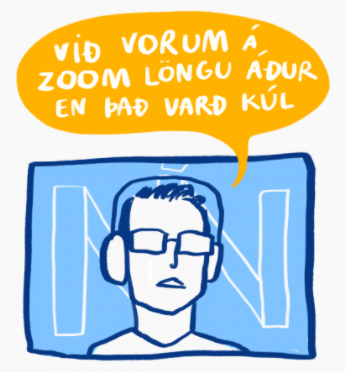 VIÐ VORUM Á
ZOOM LÖNGU ÁÐUR
EN ÞAÐ VARÐ KÚL
N